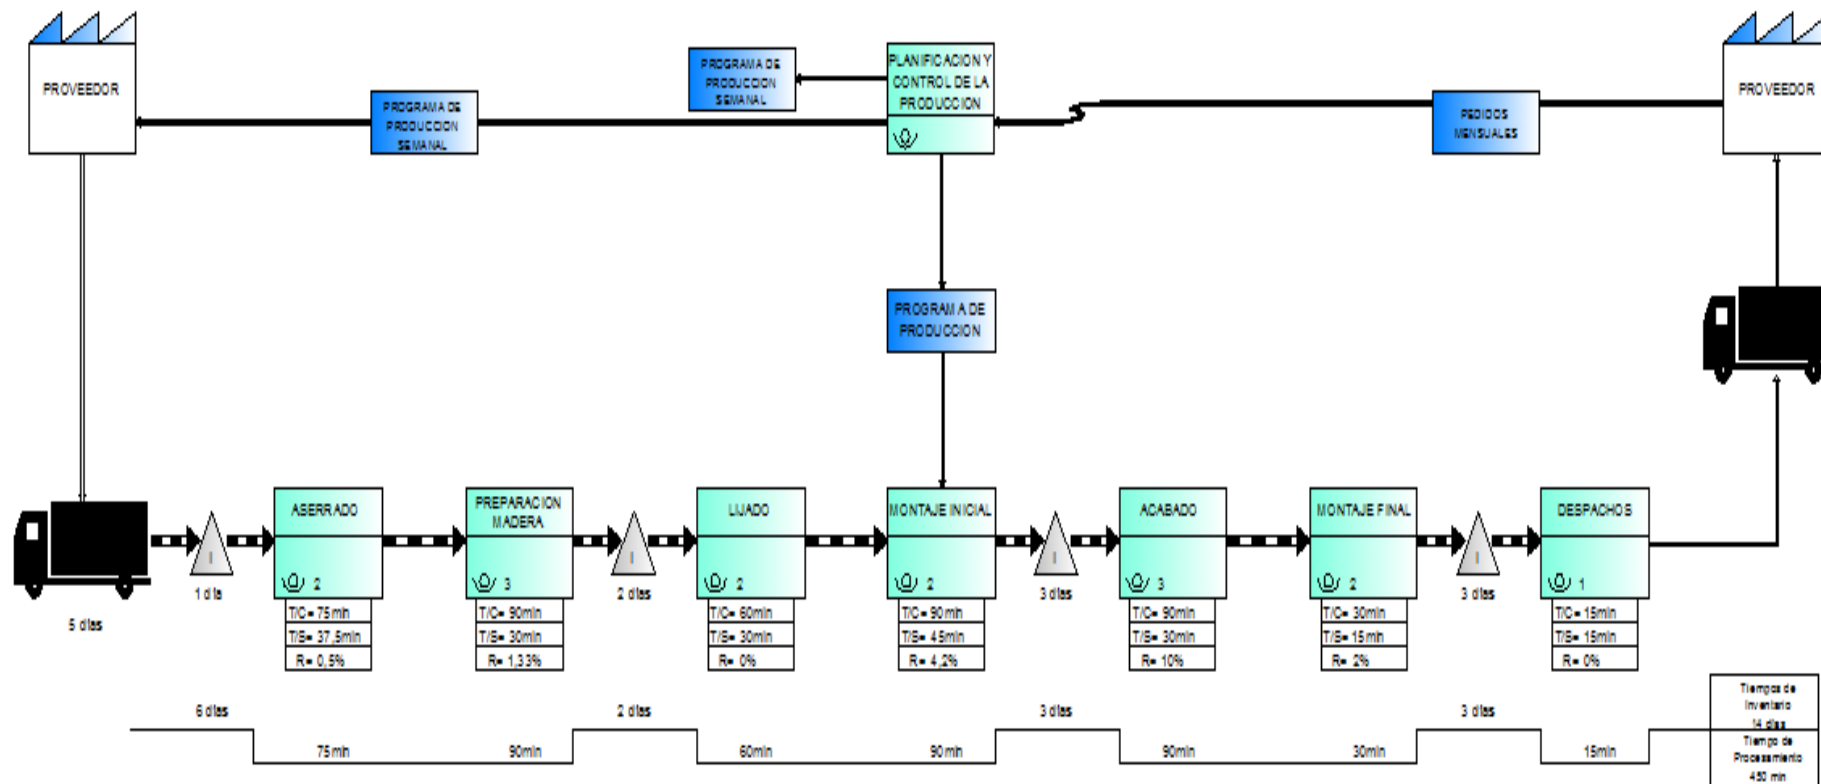 PROVEEDOR
PROGRAMA DE
PRODUCCION
SEMANAL
PROGRAMA DE
PRODUCCION
SEMANAL
PLANIFICACION Y
CONTROL DE LA
PRODUCCION
PEDIDOS
MENSUALES
PROVEEDOR
PROGRAMA DE
PRODUCCION
5 días
I
1 día
ASERRADO
2
T/C= 75min
T/S= 37,5min
R= 0,5%
PREPARACION
MADERA
3
T/C= 90min
T/S= 30min
R= 1,33%
I
2 días
LIJADO
2
T/C= 60min
T/S= 30min
R= 0%
MONTAJE INICIAL
2
T/C= 90min
T/S= 45min
R= 4,2%
I
3 días
ACABADO
3
T/C= 90min
T/S= 30min
R= 10%
MONTAJE FINAL
2
T/C= 30min
T/S= 15min
R= 2%
I
3 días
DESPACHOS
1
T/C= 15min
T/S= 15min
R= 0%
6 días
2 días
3 días
3 días
75min
90min
60min
90min
90min
30min
15min
Tiempos de
Inventario
14 días
Tiempo de
Procesamiento
450 min